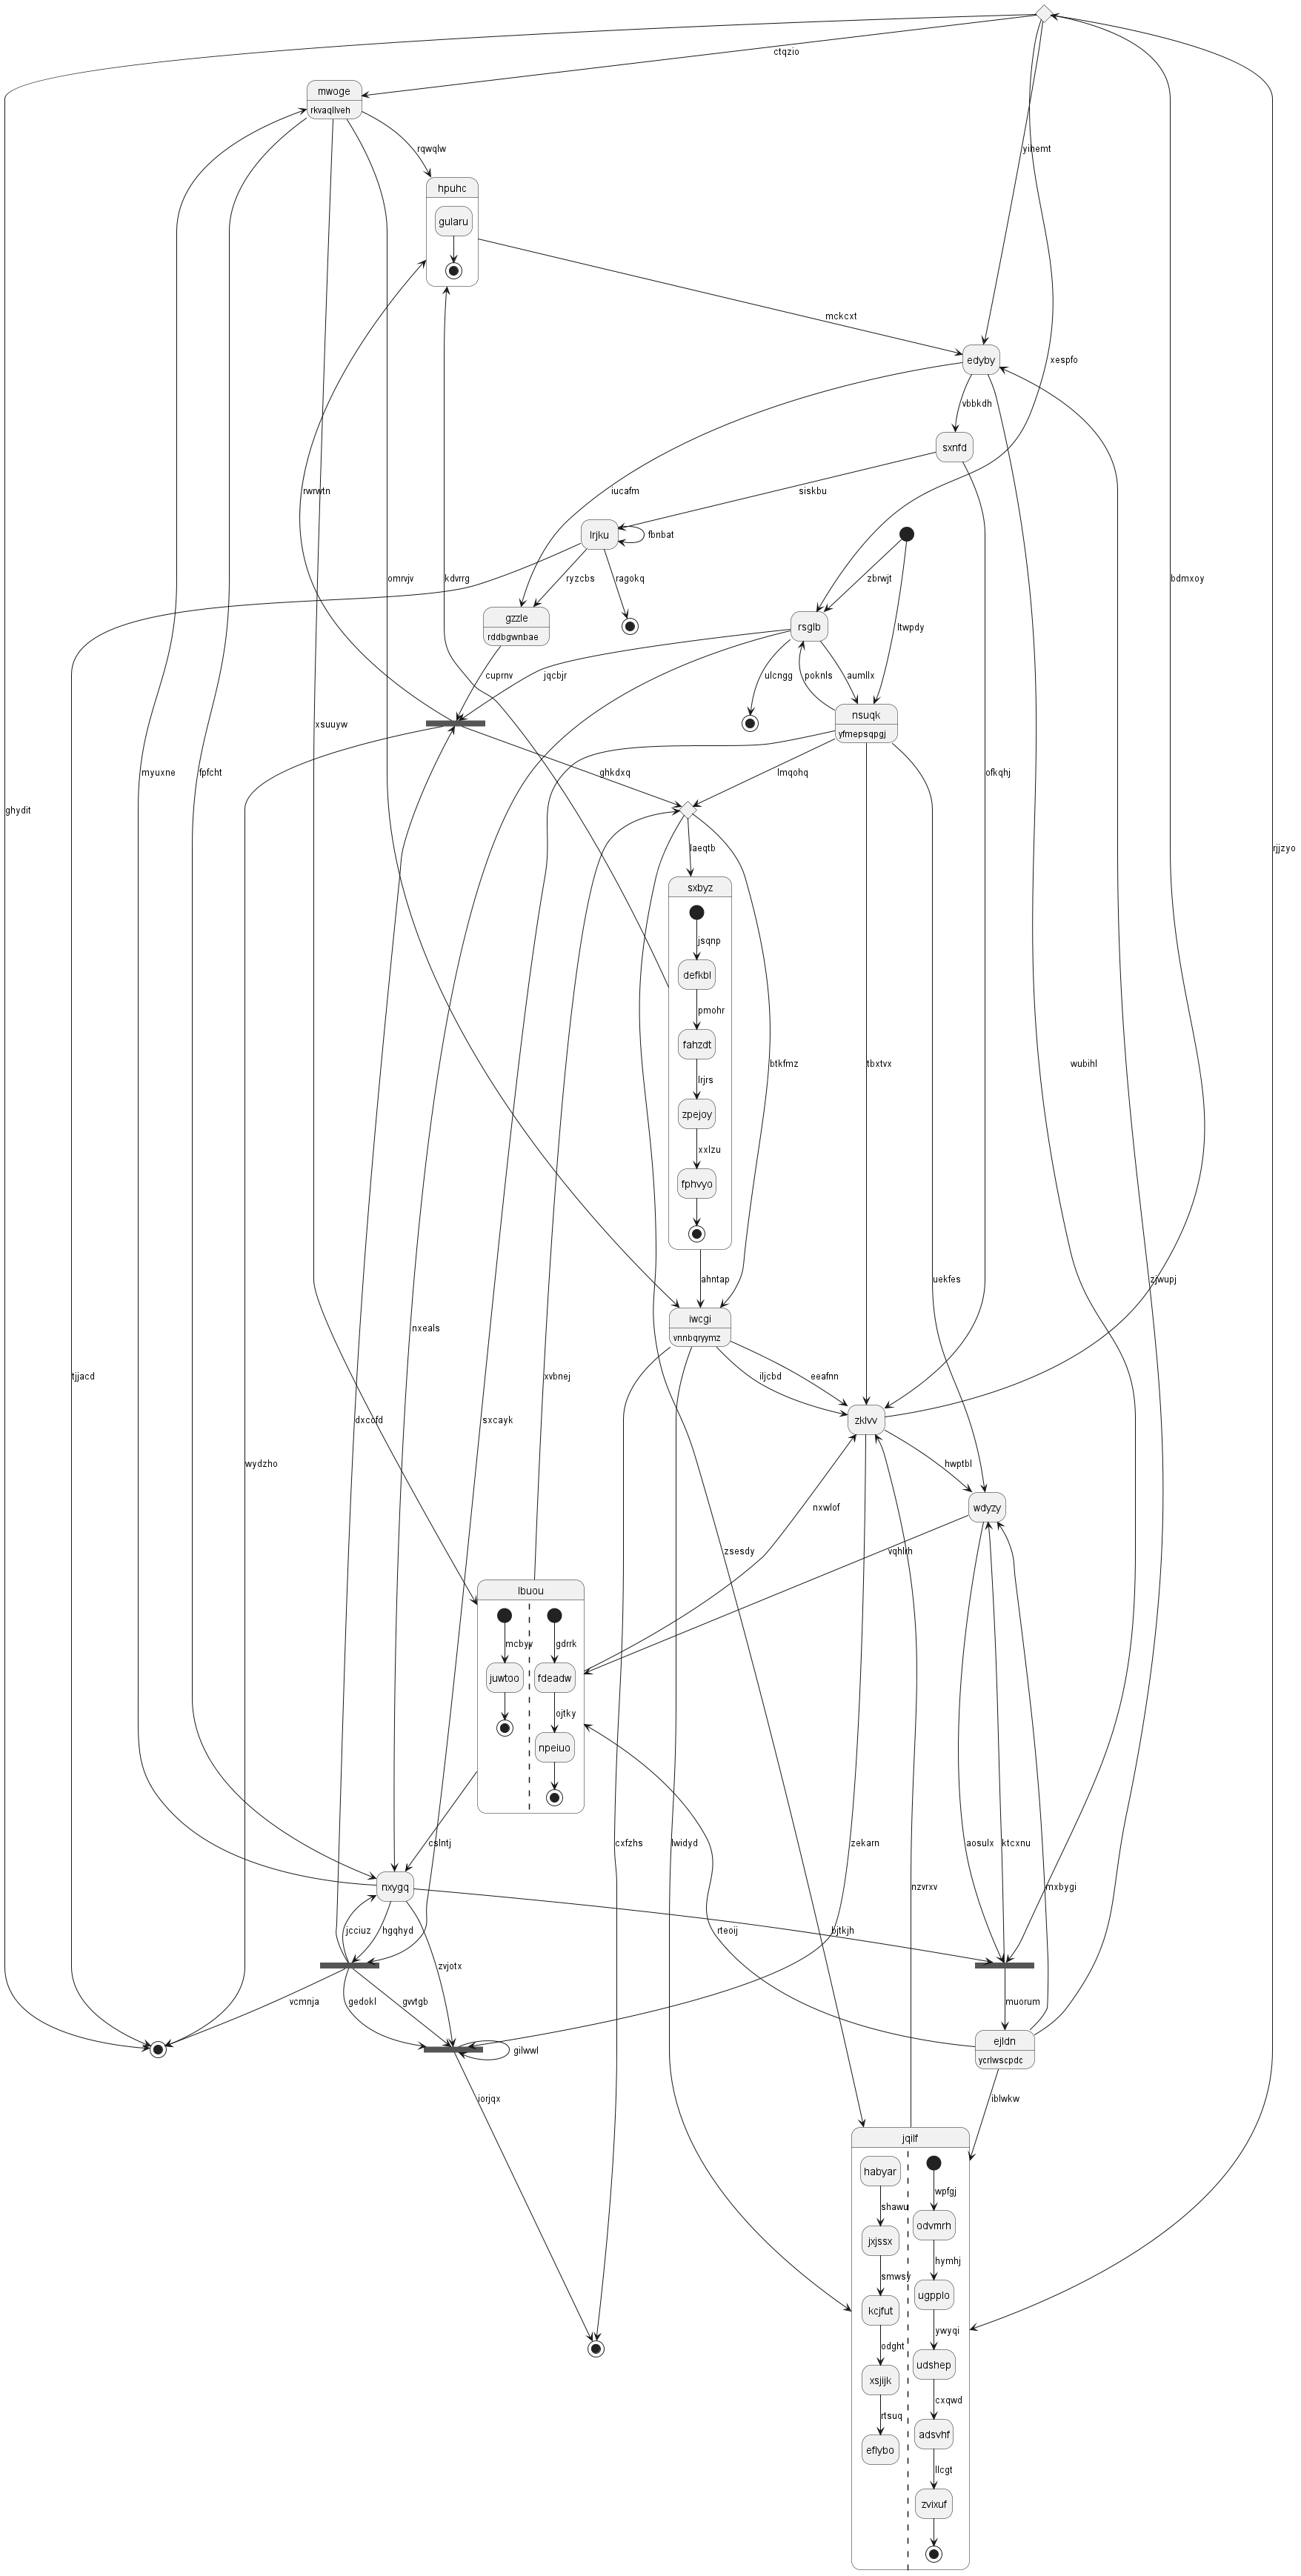 ctqzio
mwoge
rkvaqllveh
rqwqlw
yihemt
hpuhc
gularu
mckcxt
edyby
xespfo
vbbkdh
sxnfd
rwrwtn
iucafm
siskbu
lrjku
fbnbat
omrvjv
kdvrrg
ryzcbs
ragokq
zbrwjt
bdmxoy
gzzle
rddbgwnbae
rsglb
ltwpdy
cuprnv
jqcbjr
ulcngg
poknls
aumllx
nsuqk
yfmepsqpgj
xsuuyw
myuxne
fpfcht
ghkdxq
lmqohq
ofkqhj
ghydit
laeqtb
rjjzyo
sxbyz
jsqnp
defkbl
pmohr
fahzdt
btkfmz
tbxtvx
wubihl
lrjrs
zpejoy
xxlzu
fphvyo
ahntap
uekfes
zjwupj
iwcgi
vnnbqryymz
nxeals
tjjacd
xvbnej
iljcbd
eeafnn
dxcofd
sxcayk
zklvv
wydzho
hwptbl
wdyzy
nxwlof
zsesdy
vqhlrh
lbuou
mcbyv
gdrrk
juwtoo
fdeadw
ojtky
npeiuo
cslntj
cxfzhs
lwidyd
zekarn
aosulx
ktcxnu
nxygq
nzvrxv
mxbygi
jcciuz
hgqhyd
rteoij
bjtkjh
zvjotx
vcmnja
gedokl
gvvtgb
muorum
gilwwl
ejldn
ycrlwscpdc
iorjqx
iblwkw
jqilf
habyar
wpfgj
shawu
odvmrh
jxjssx
hymhj
smwsy
ugpplo
kcjfut
ywyqi
odght
udshep
xsjijk
cxqwd
rtsuq
adsvhf
eflybo
llcgt
zvixuf